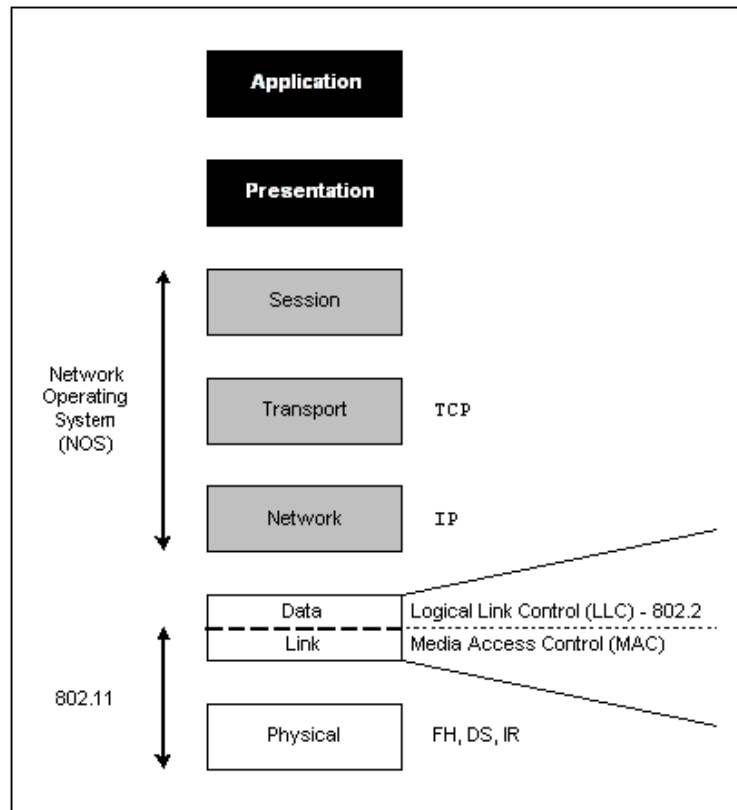 Application
Presentation
Session
Network
Operating
System
(NOS)
Transport
TCP
Network
IP
Data
Logical Link Control (LLC) - 802.2
Link
Media Access Control (MAC)
802.11
Physical
FH, DS, IR